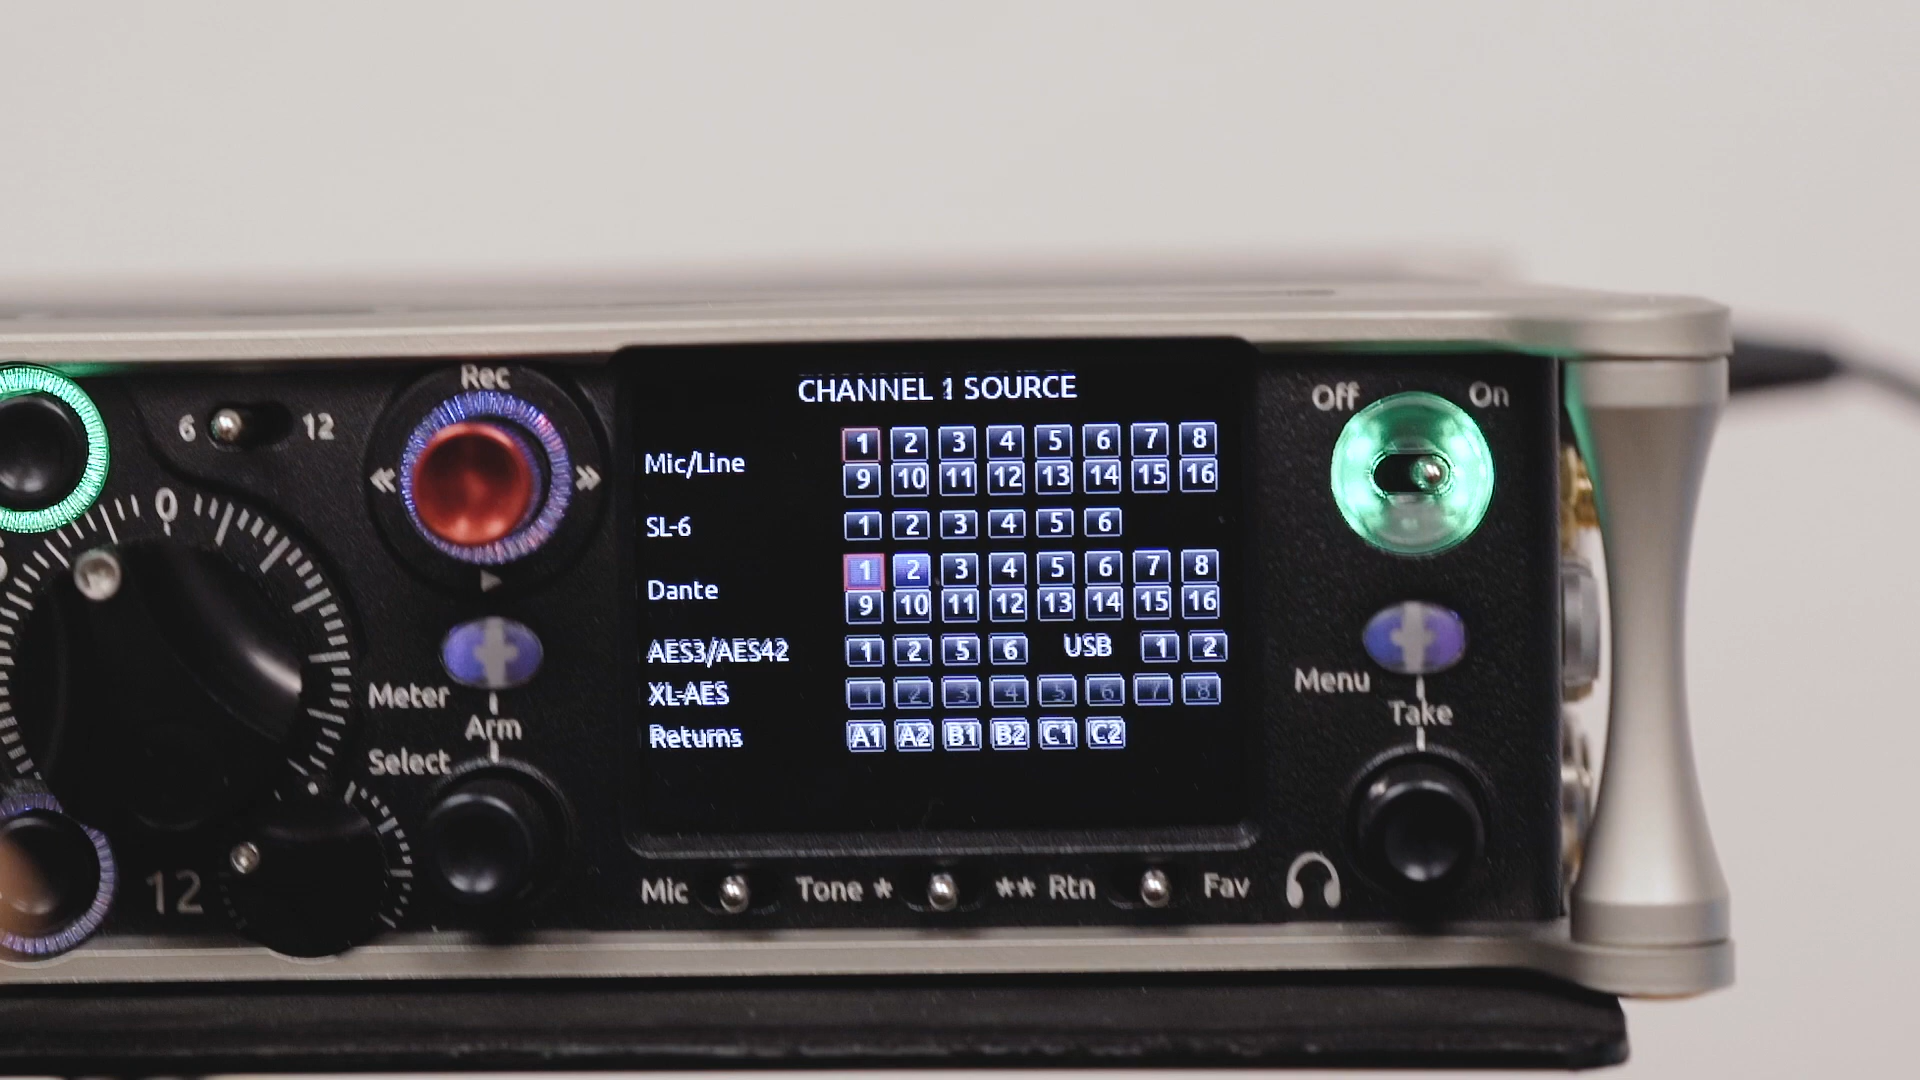 Rec
6 12
« »
0
Meter
Arm
Select
12
CHANNEL 1 SOURCE
Mic/Line 1 2 3 4 5 6 7 8
9 10 11 12 13 14 15 16
SL-6 1 2 3 4 5 6
Dante 1 2 3 4 5 6 7 8
9 10 11 12 13 14 15 16
AES3/AES42 1 2 5 6 USB 1 2
XL-AES 1 2 3 4 5 6 7 8
Returns A1 A2 B1 B2 C1 C2
Mic Tone * ** Rtn Fav
Off On
Menu
Take